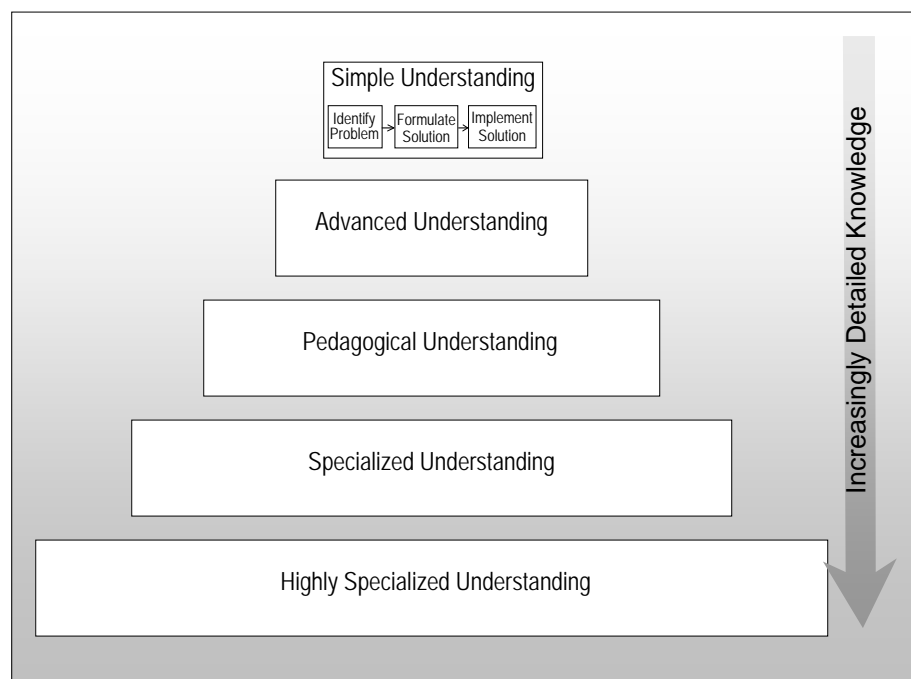 Simple Understanding
Identify
Problem
Formulate
Solution
Implement
Solution
Advanced Understanding
Pedagogical Understanding
Specialized Understanding
Highly Specialized Understanding
Increasingly Detailed Knowledge